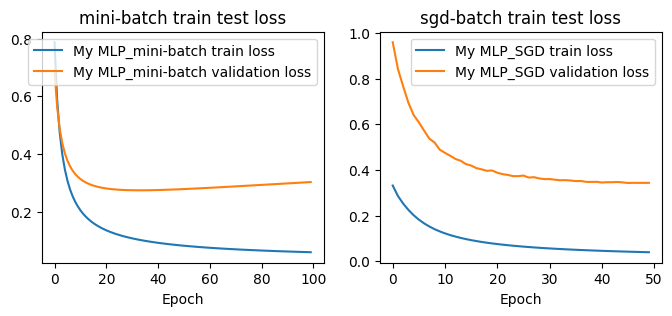 mini-batch train test loss
My MLP_mini-batch train loss
My MLP_mini-batch validation loss
0.8
0.6
0.4
0.2
0 20 40 60 80 100
Epoch
sgd-batch train test loss
My MLP_SGD train loss
My MLP_SGD validation loss
1.0
0.8
0.6
0.4
0.2
0.0
0 10 20 30 40 50
Epoch